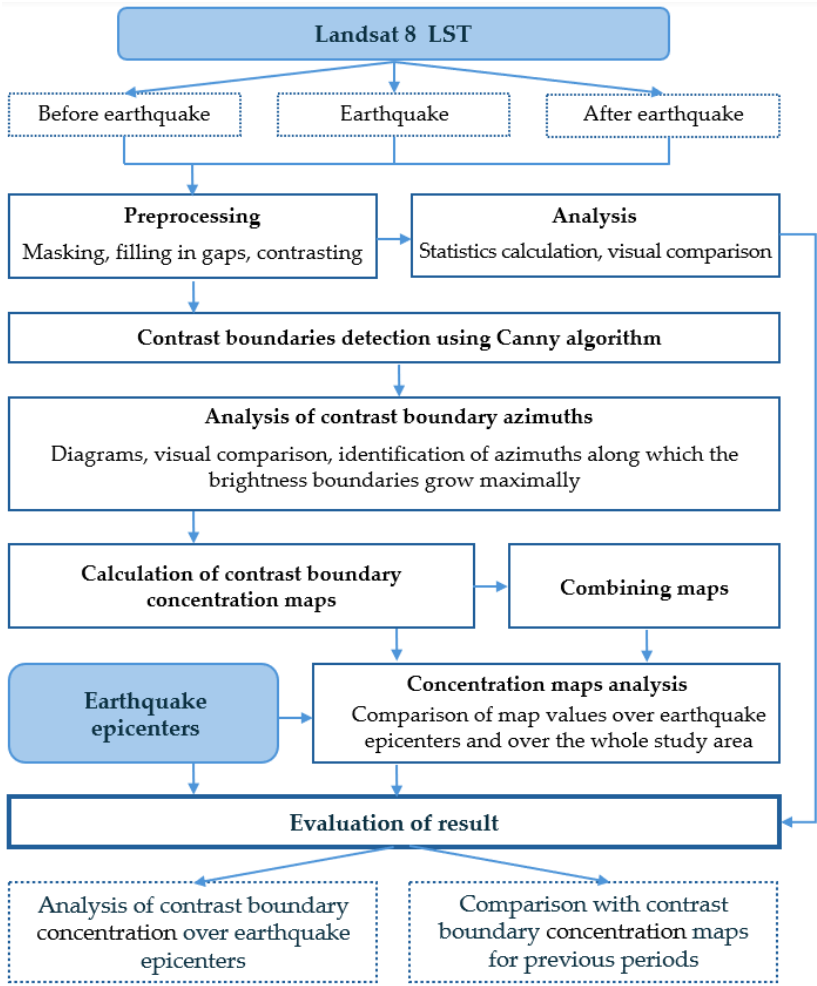 Landsat 8 LST
Before earthquake
Earthquake
After earthquake
Preprocessing
Masking, filling in gaps, contrasting
Analysis
Statistics calculation, visual comparison
Contrast boundaries detection using Canny algorithm
Analysis of contrast boundary azimuths
Diagrams, visual comparison, identification of azimuths along which the
brightness boundaries grow maximally
Calculation of contrast boundary
concentration maps
Combining maps
Earthquake
epicenters
Concentration maps analysis
Comparison of map values over earthquake
epicenters and over the whole study area
Evaluation of result
Analysis of contrast boundary
concentration over earthquake
epicenters
Comparison with contrast
boundary concentration maps
for previous periods